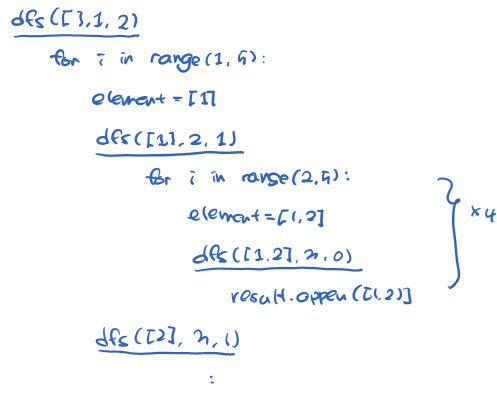 dfs([],1,2)
for i in range(1,5):
element=[1]
dfs([1],2,1)
for i in range(2,5):
element=[1,2]
dfs([1,2],3,0)
result.appen([1,2)]
×4
dfs([2],3,1)
: